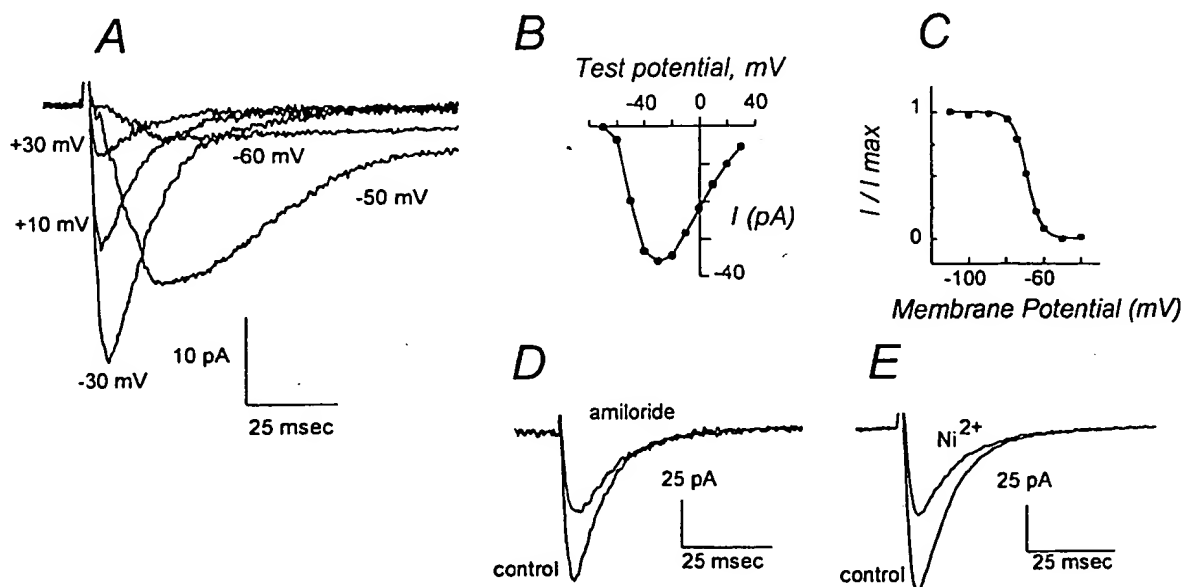 A
+30 mV
-60 mV
-50 mV
+10 mV
-30 mV
10 pA
25 msec
B
Test potential, mV
-40 0 40
I (pA)
-40
C
1
I / I max
0
-100 -60
Membrane Potential (mV)
D
amiloride
25 pA
25 msec
control
E
Ni2+
25 pA
25 msec
control